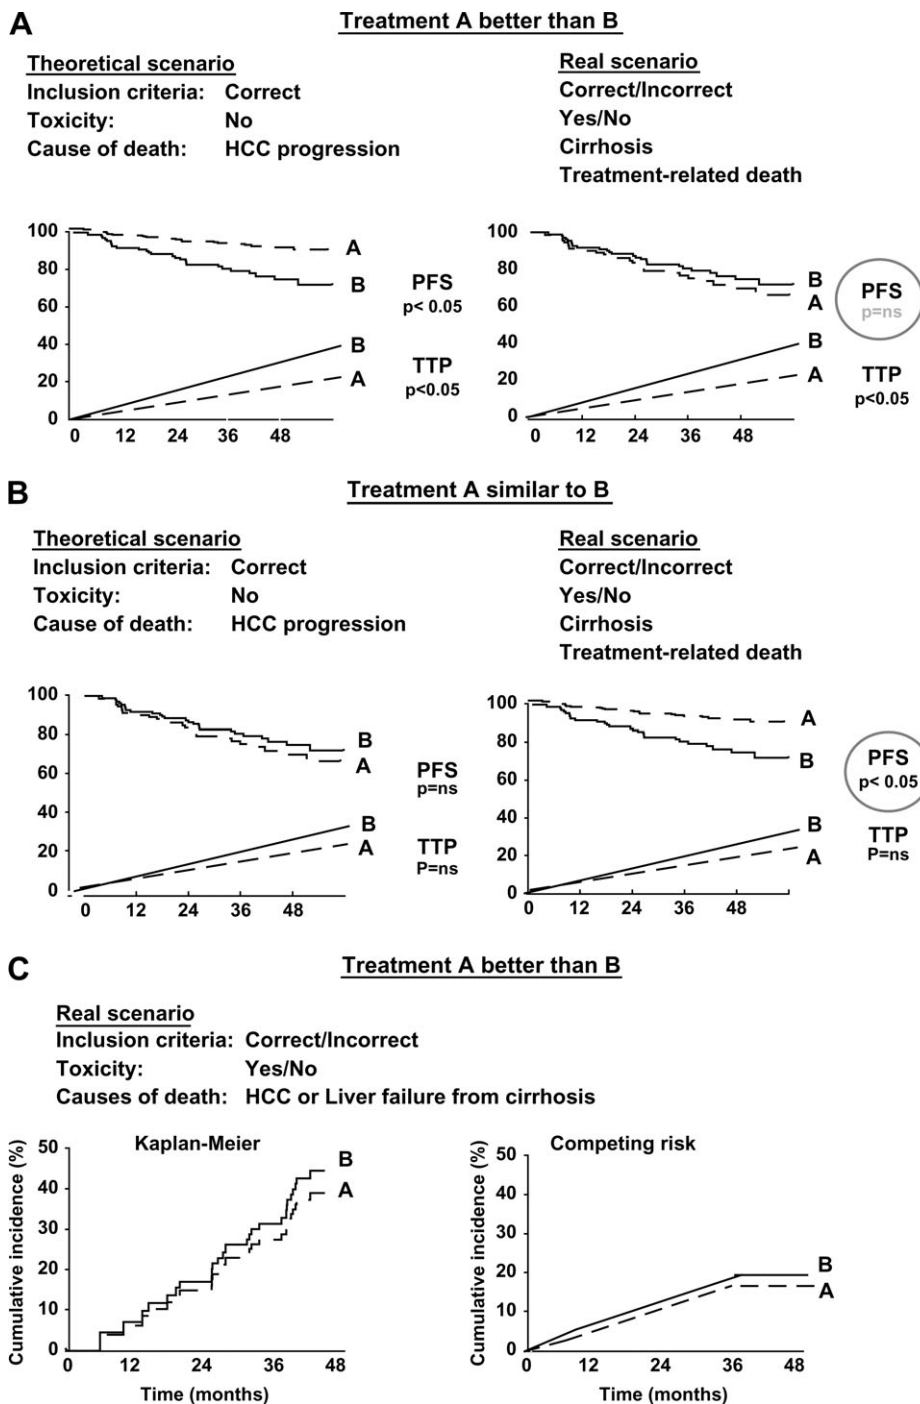 A
Treatment A better than B
Theoretical scenario
Inclusion criteria: Correct
Toxicity: No
Cause of death: HCC progression
Real scenario
Correct/Incorrect
Yes/No
Cirrhosis
Treatment-related death
100
80
60
40
20
0
0 12 24 36 48
A
B
B
A
PFS
p< 0.05
TTP
p<0.05
100
80
60
40
20
0
0 12 24 36 48
B
A
B
A
PFS
p=ns
TTP
p<0.05
B
Treatment A similar to B
Theoretical scenario
Inclusion criteria: Correct
Toxicity: No
Cause of death: HCC progression
Real scenario
Correct/Incorrect
Yes/No
Cirrhosis
Treatment-related death
100
80
60
40
20
0
0 12 24 36 48
B
A
B
A
PFS
p=ns
TTP
P=ns
100
80
60
40
20
0
0 12 24 36 48
A
B
B
A
PFS
p< 0.05
TTP
P=ns
C
Treatment A better than B
Real scenario
Inclusion criteria: Correct/Incorrect
Toxicity: Yes/No
Causes of death: HCC or Liver failure from cirrhosis
Kaplan-Meier
Cumulative incidence (%)
50
40
30
20
10
0
0 12 24 36 48
Time (months)
B
A
Competing risk
Cumulative incidence (%)
50
40
30
20
10
0
0 12 24 36 48
Time (months)
B
A